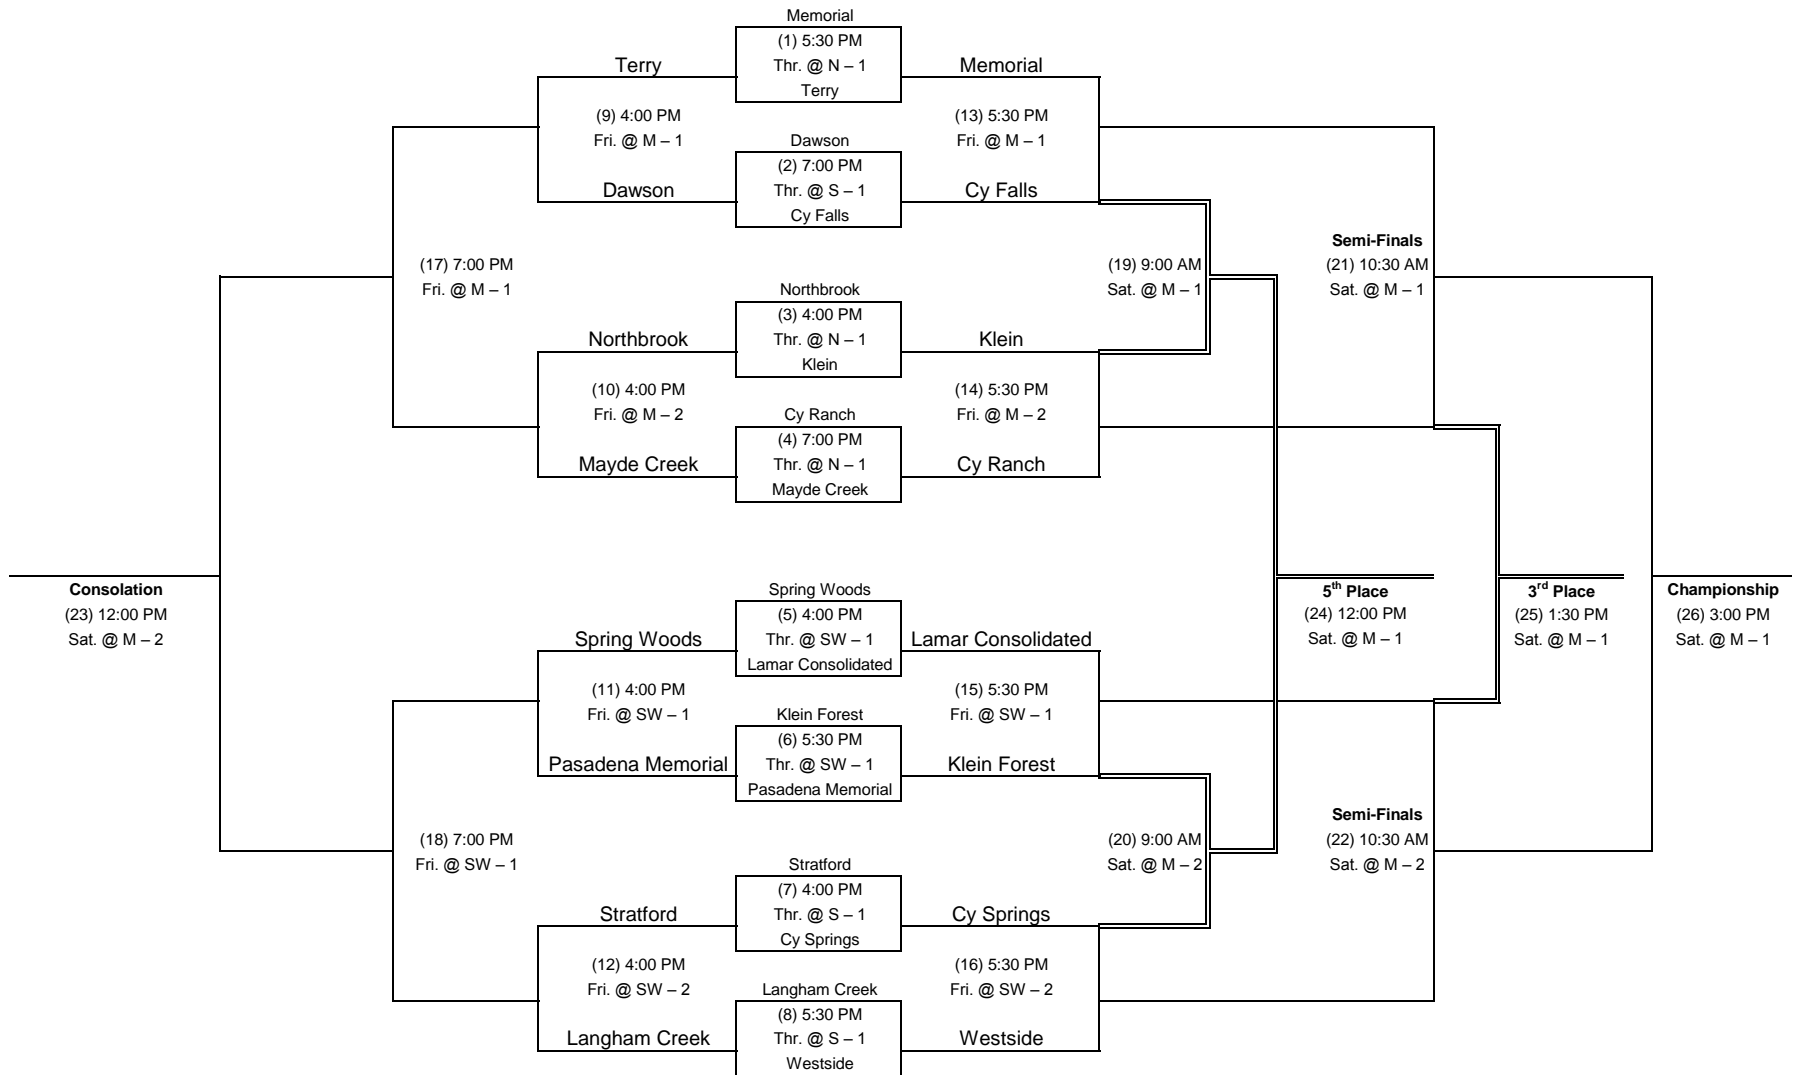 Memorial
(1) 5:30 PM
Thr. @ N – 1
Terry
Terry
Memorial
(9) 4:00 PM
Fri. @ M – 1
(13) 5:30 PM
Fri. @ M – 1
Dawson
(2) 7:00 PM
Thr. @ S – 1
Cy Falls
Dawson
Cy Falls
(17) 7:00 PM
Fri. @ M – 1
(19) 9:00 AM
Sat. @ M – 1
Semi-Finals
(21) 10:30 AM
Sat. @ M – 1
Northbrook
(3) 4:00 PM
Thr. @ N – 1
Klein
Northbrook
Klein
(10) 4:00 PM
Fri. @ M – 2
(14) 5:30 PM
Fri. @ M – 2
Cy Ranch
(4) 7:00 PM
Thr. @ N – 1
Mayde Creek
Mayde Creek
Cy Ranch
Consolation
(23) 12:00 PM
Sat. @ M – 2
5th Place
(24) 12:00 PM
Sat. @ M – 1
3rd Place
(25) 1:30 PM
Sat. @ M – 1
Championship
(26) 3:00 PM
Sat. @ M – 1
Spring Woods
(5) 4:00 PM
Thr. @ SW – 1
Lamar Consolidated
Spring Woods
Lamar Consolidated
(11) 4:00 PM
Fri. @ SW – 1
(15) 5:30 PM
Fri. @ SW – 1
Klein Forest
(6) 5:30 PM
Thr. @ SW – 1
Pasadena Memorial
Pasadena Memorial
Klein Forest
(18) 7:00 PM
Fri. @ SW – 1
(20) 9:00 AM
Sat. @ M – 2
Semi-Finals
(22) 10:30 AM
Sat. @ M – 2
Stratford
(7) 4:00 PM
Thr. @ S – 1
Cy Springs
Stratford
Cy Springs
(12) 4:00 PM
Fri. @ SW – 2
(16) 5:30 PM
Fri. @ SW – 2
Langham Creek
(8) 5:30 PM
Thr. @ S – 1
Westside
Langham Creek
Westside